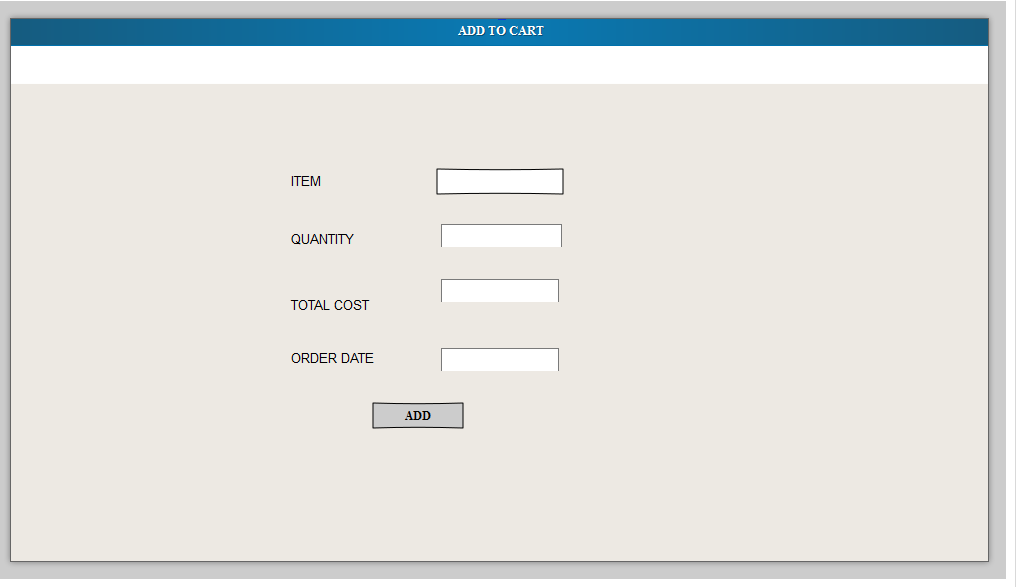 ADD TO CART
ITEM
QUANTITY
TOTAL COST
ORDER DATE
ADD